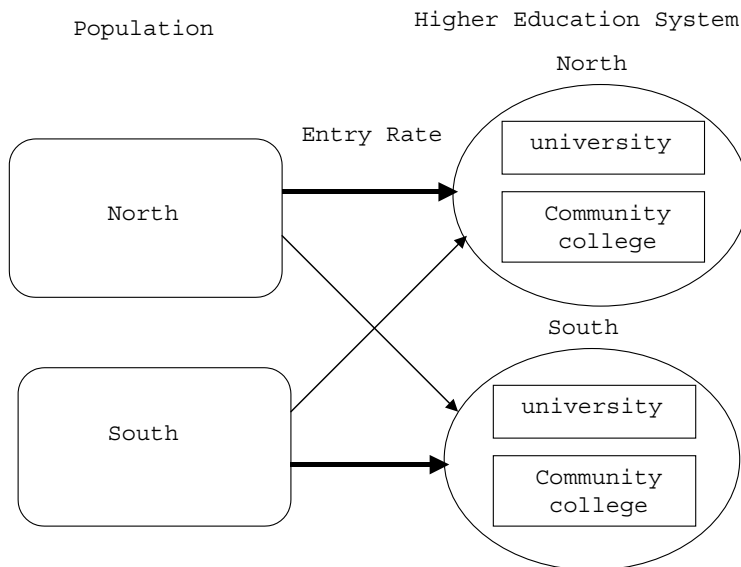 Population
Higher Education System
North
Entry Rate
university
North
Community
college
South
university
South
Community
college